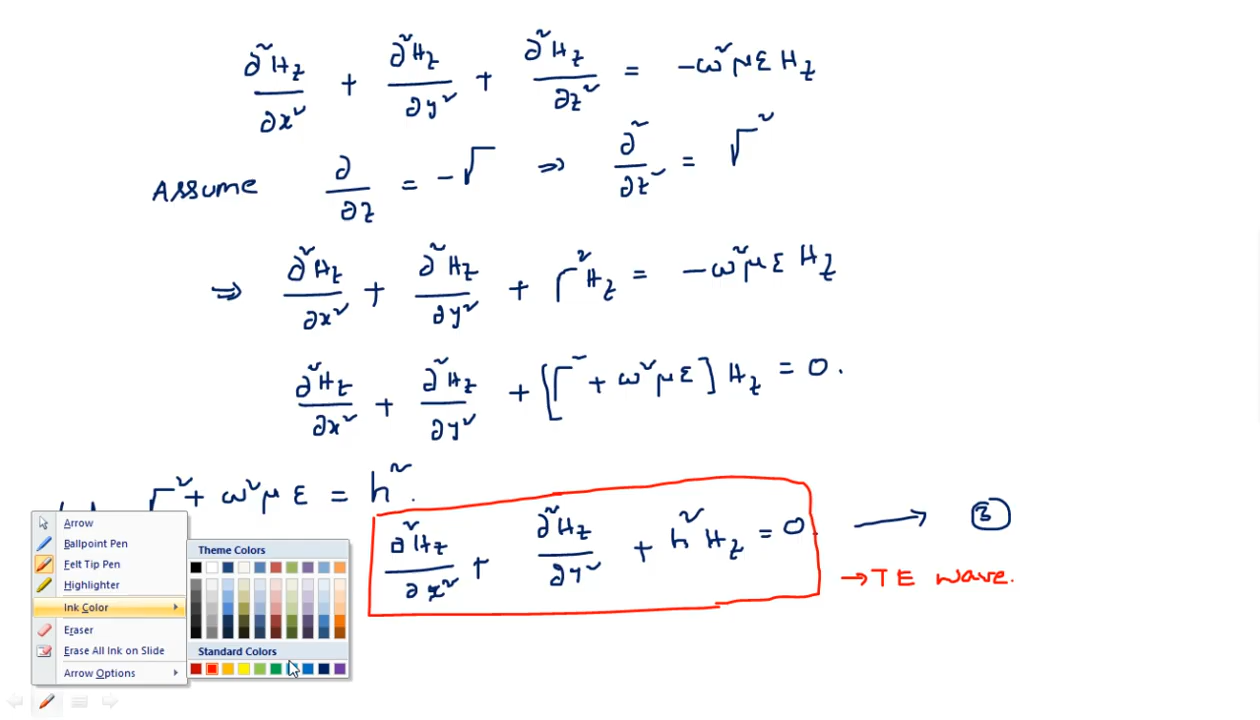 ∂²Hz/∂x² + ∂²Hz/∂y² + ∂²Hz/∂z² = -ω²με Hz
Assume ∂/∂z = -Γ ⇒ ∂²/∂z² = Γ²
⇒ ∂²Hz/∂x² + ∂²Hz/∂y² + Γ²Hz = -ω²με Hz
∂²Hz/∂x² + ∂²Hz/∂y² + [Γ² + ω²με] Hz = 0.
Γ² + ω²με = h².
∂²Hz/∂x² + ∂²Hz/∂y² + h²Hz = 0 → ③
→ TE wave.
Arrow
Ballpoint Pen
Felt Tip Pen
Highlighter
Ink Color
Eraser
Erase All Ink on Slide
Arrow Options
Theme Colors
Standard Colors